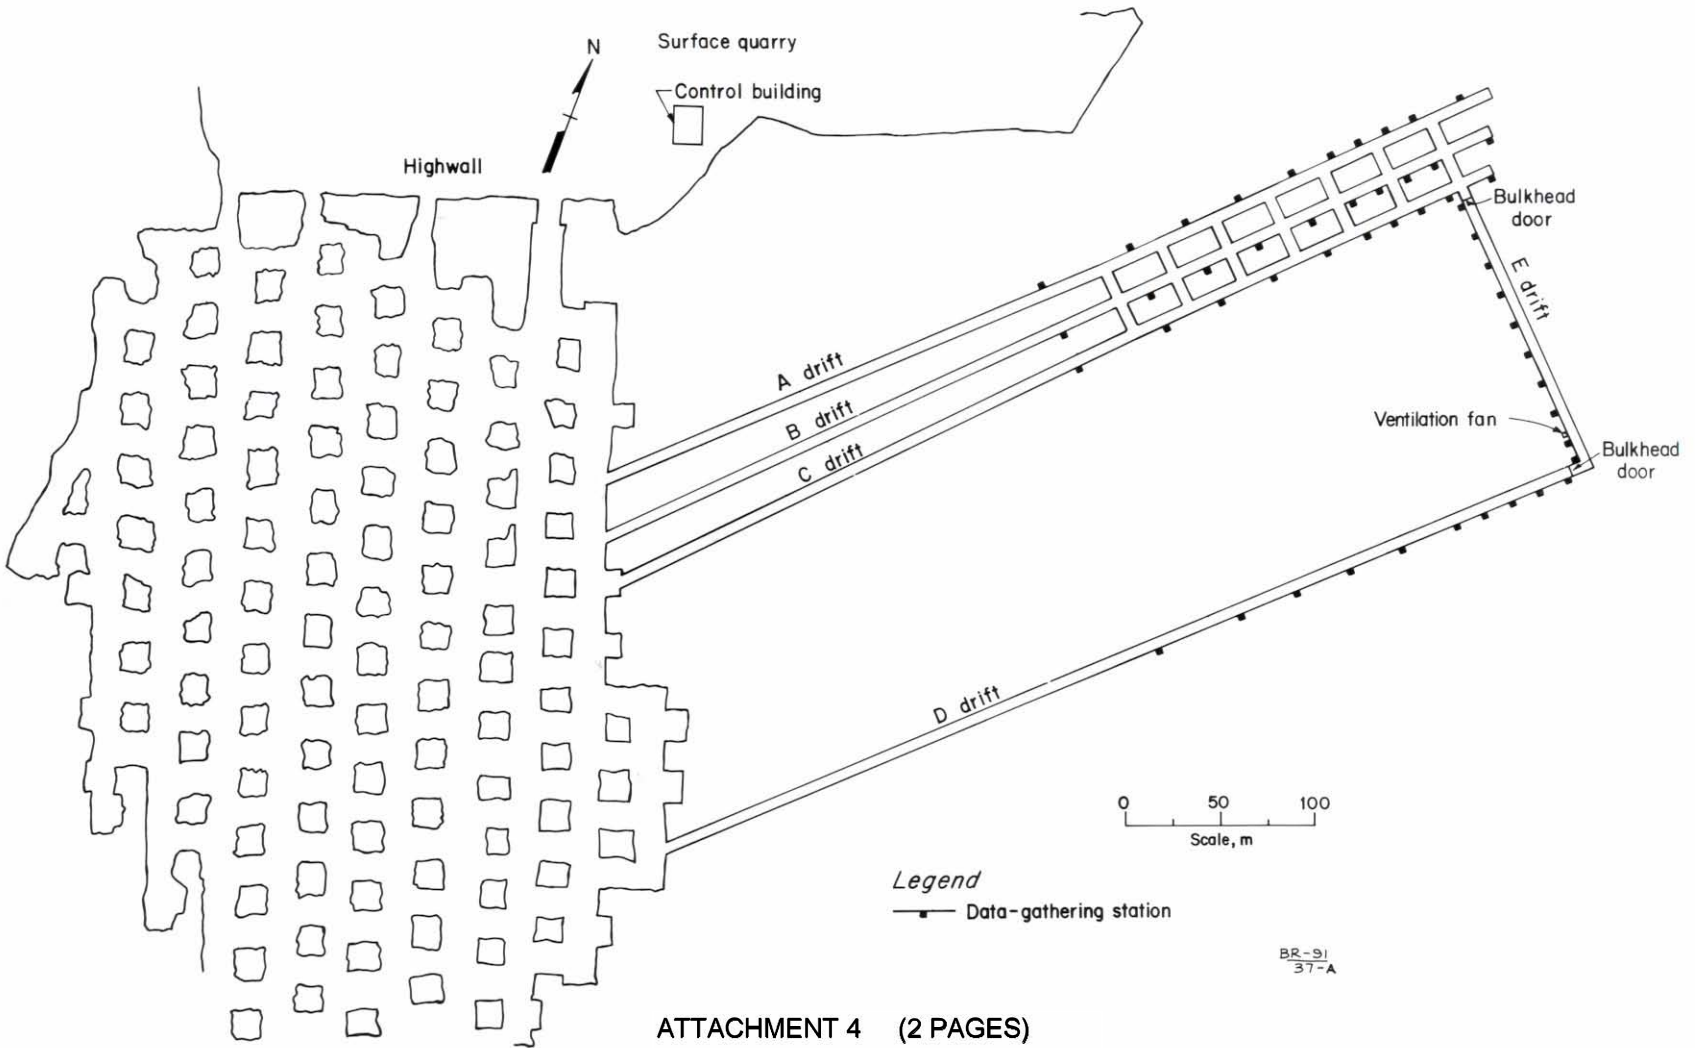 N
Surface quarry
Control building
Highwall
Bulkhead
door
E drift
A drift
B drift
C drift
Ventilation fan
Bulkhead
door
D drift
0 50 100
Scale, m
Legend
Data-gathering station
BR-91
37-A
ATTACHMENT 4 (2 PAGES)